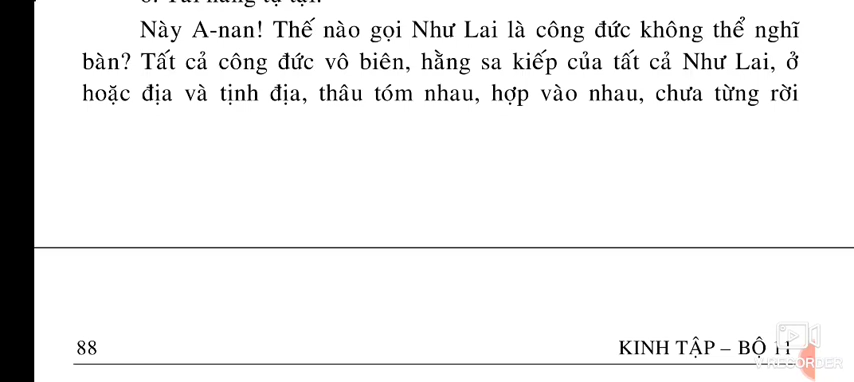 Này A-nan! Thế nào gọi Như Lai là công đức không thể nghĩ
bàn? Tất cả công đức vô biên, hằng sa kiếp của tất cả Như Lai, ở
hoặc địa và tịnh địa, thâu tóm nhau, hợp vào nhau, chưa từng rời
88
KINH TẬP – BỘ 11
RECORDER